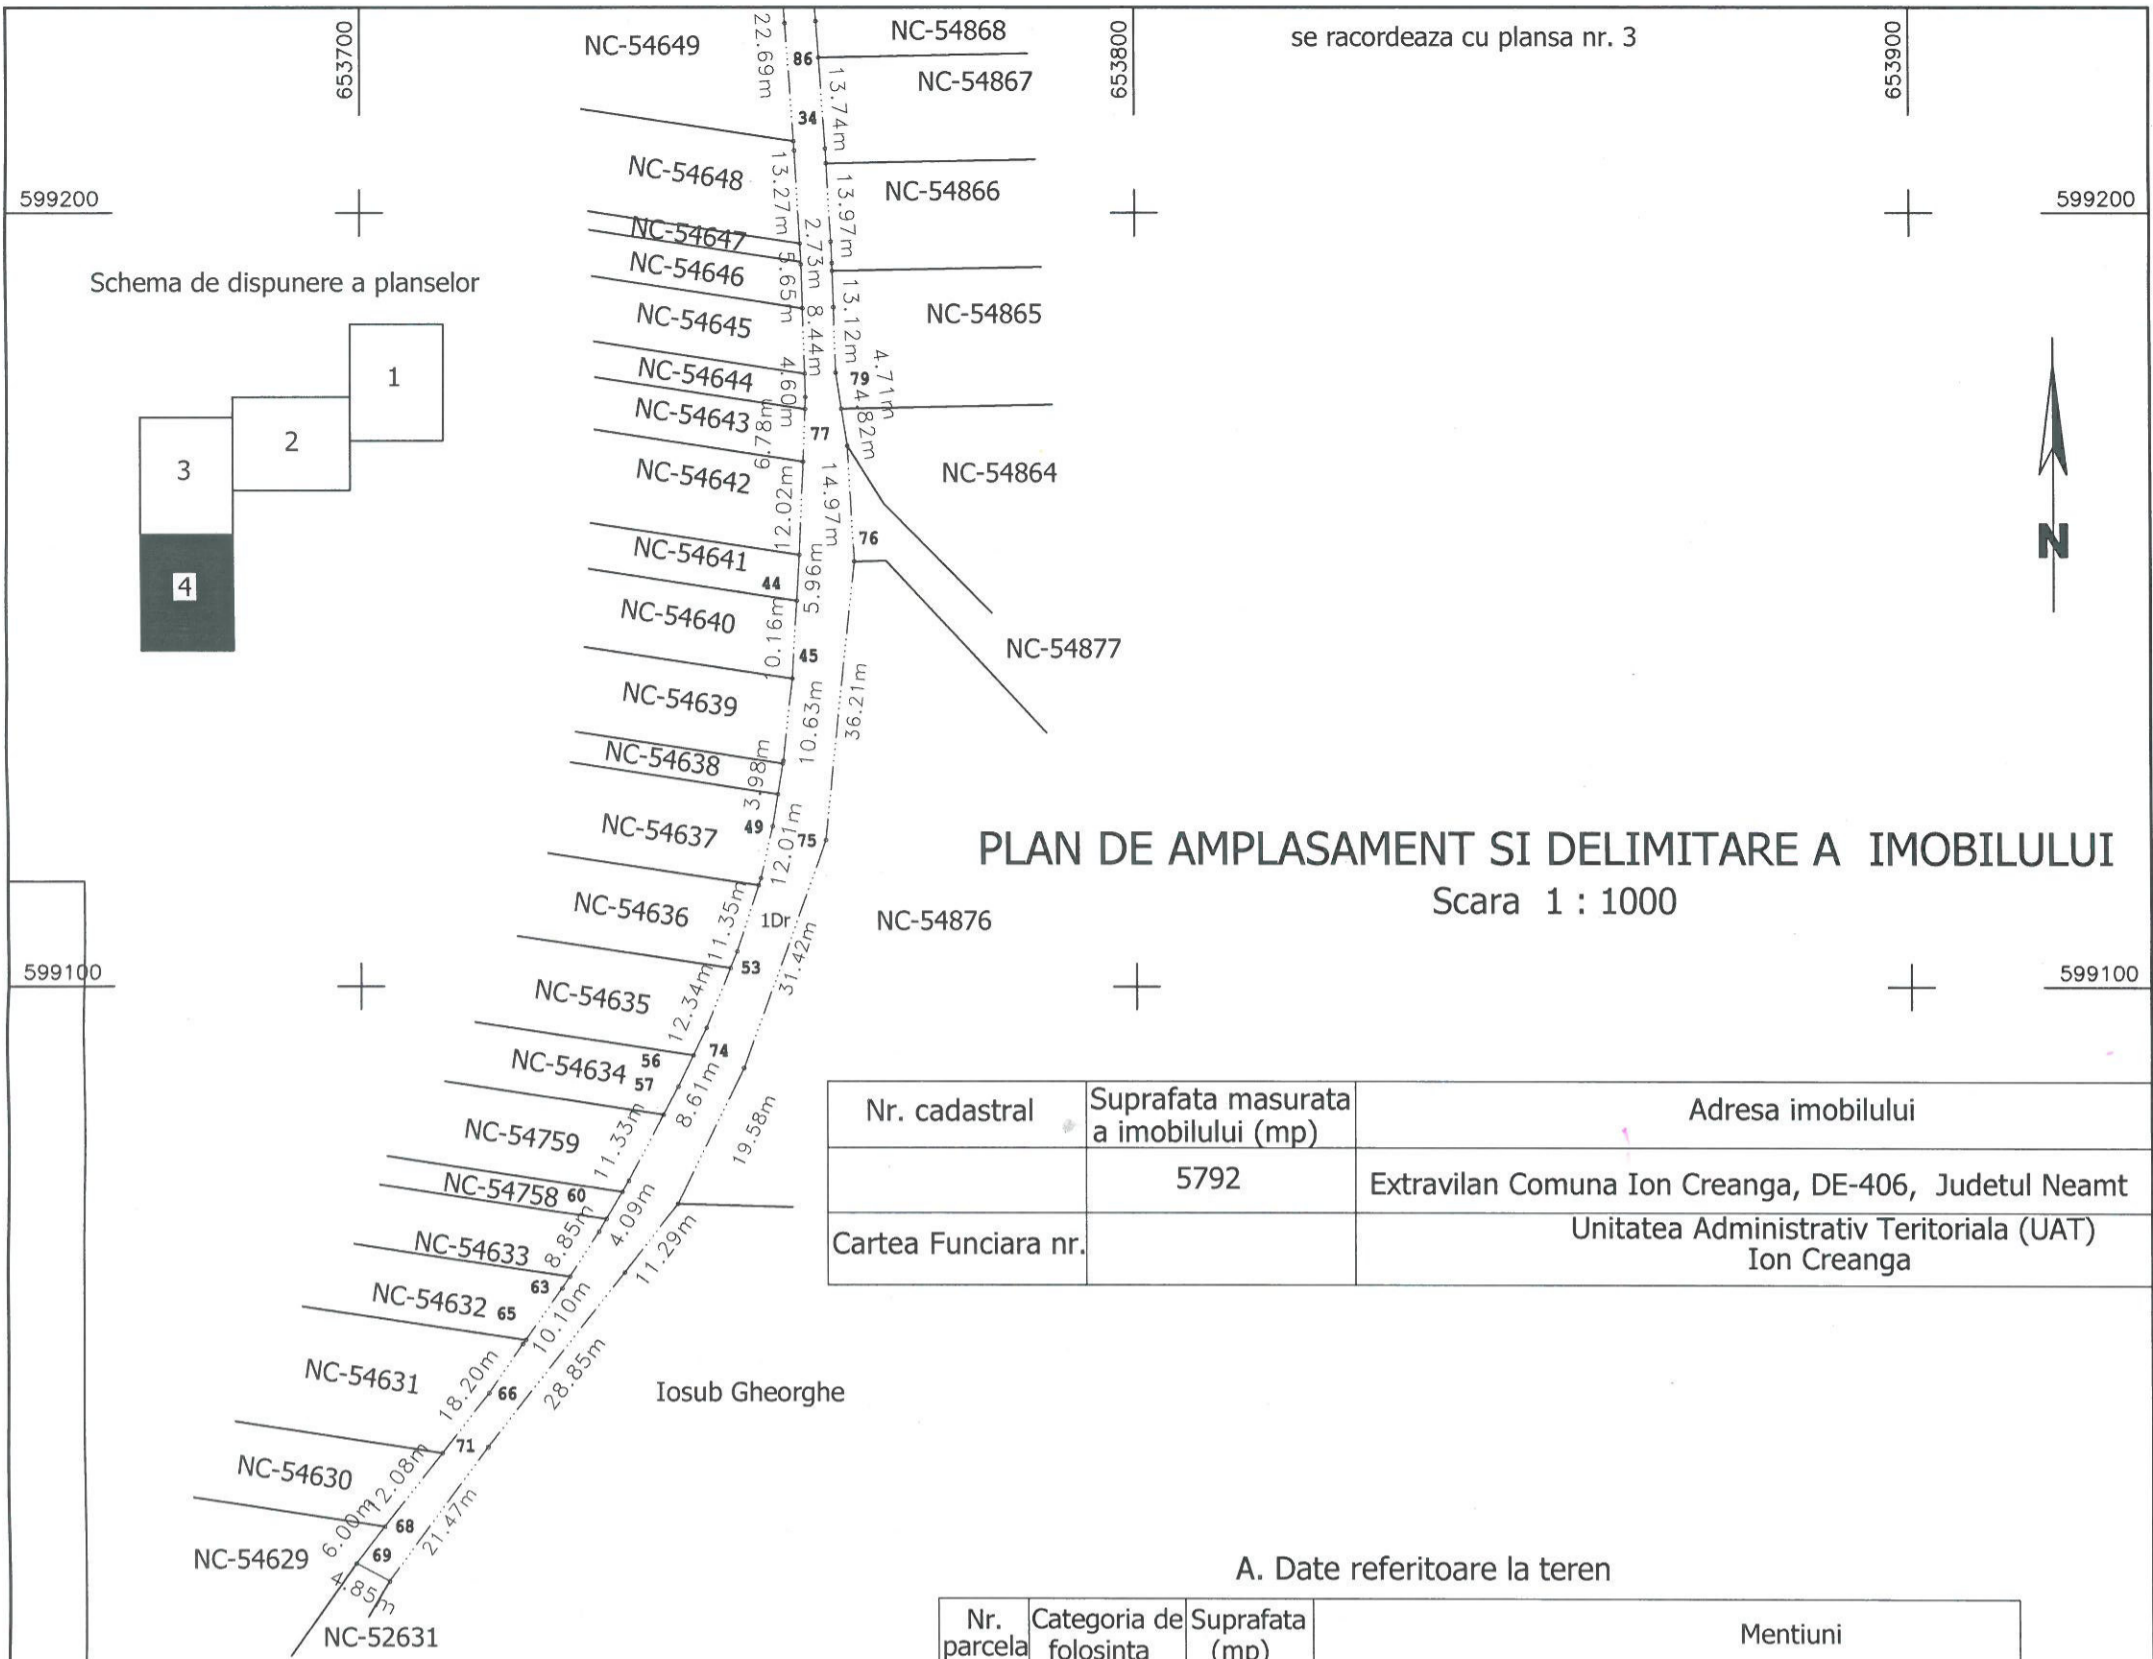 se racordeaza cu plansa nr. 3
653700
653800
653900
599200
599200
599100
599100
Schema de dispunere a planselor
1
2
3
4
N
NC-54649
NC-54648
NC-54647
NC-54646
NC-54645
NC-54644
NC-54643
NC-54642
NC-54641
NC-54640
NC-54639
NC-54638
NC-54637
NC-54636
NC-54635
NC-54634
NC-54759
NC-54758
NC-54633
NC-54632
NC-54631
NC-54630
NC-54629
NC-52631
NC-54868
NC-54867
NC-54866
NC-54865
NC-54864
NC-54877
NC-54876
Iosub Gheorghe
1Dr
22.69m
13.27m
2.73m
5.65m
8.44m
4.60m
6.78m
12.02m
5.96m
10.16m
10.63m
3.98m
12.01m
11.35m
12.34m
8.61m
11.33m
4.09m
8.85m
10.10m
18.20m
12.08m
6.00m
4.85m
13.74m
13.97m
13.12m
4.71m
4.82m
14.97m
36.21m
31.42m
19.58m
11.29m
28.85m
21.47m
86
34
79
77
76
44
45
49
75
53
56
57
74
60
63
65
66
71
68
69
PLAN DE AMPLASAMENT SI DELIMITARE A IMOBILULUI
Scara 1 : 1000
Nr. cadastral
Suprafata masurata
a imobilului (mp)
Adresa imobilului
5792
Extravilan Comuna Ion Creanga, DE-406, Judetul Neamt
Cartea Funciara nr.
Unitatea Administrativ Teritoriala (UAT)
Ion Creanga
A. Date referitoare la teren
Nr.
parcela
Categoria de
folosinta
Suprafata
(mp)
Mentiuni